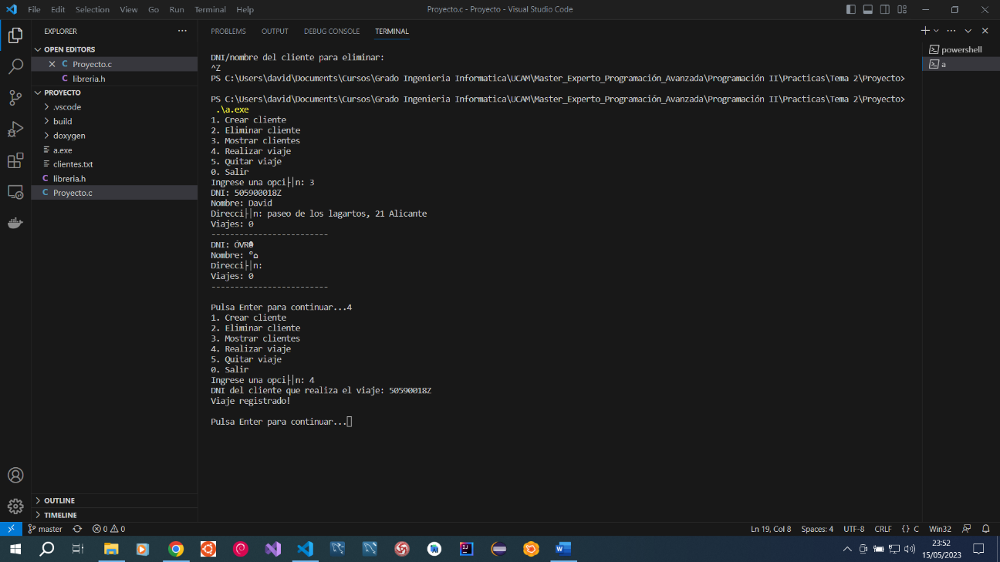 File Edit Selection View Go Run Terminal Help
Proyecto.c - Proyecto - Visual Studio Code
EXPLORER
OPEN EDITORS
C Proyecto.c
C libreria.h
PROYECTO
.vscode
build
doxygen
a.exe
clientes.txt
C libreria.h
C Proyecto.c
OUTLINE
TIMELINE
PROBLEMS OUTPUT DEBUG CONSOLE TERMINAL
DNI/nombre del cliente para eliminar:
^Z
PS C:\Users\david\Documents\Cursos\Grado Ingenieria Informatica\UCAM\Master_Experto_Programación_Avanzada\Programación II\Practicas\Tema 2\Proyecto>
PS C:\Users\david\Documents\Cursos\Grado Ingenieria Informatica\UCAM\Master_Experto_Programación_Avanzada\Programación II\Practicas\Tema 2\Proyecto>
.\a.exe
1. Crear cliente
2. Eliminar cliente
3. Mostrar clientes
4. Realizar viaje
5. Quitar viaje
0. Salir
Ingrese una opci├│n: 3
DNI: 505900018Z
Nombre: David
Direcci├│n: paseo de los lagartos, 21 Alicante
Viajes: 0
-------------------------
DNI:
Nombre:
Direcci├│n:
Viajes: 0
-------------------------
Pulsa Enter para continuar...4
1. Crear cliente
2. Eliminar cliente
3. Mostrar clientes
4. Realizar viaje
5. Quitar viaje
0. Salir
Ingrese una opci├│n: 4
DNI del cliente que realiza el viaje: 50590018Z
Viaje registrado!
Pulsa Enter para continuar...
powershell
a
master 0 0
Ln 19, Col 8 Spaces: 4 UTF-8 CRLF {} C Win32
23:52
15/05/2023